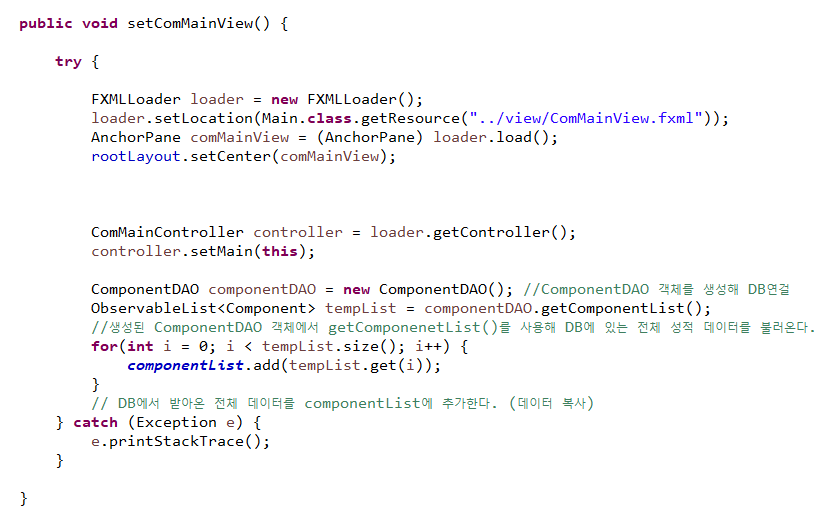 public void setComMainView() {
try {
FXMLLoader loader = new FXMLLoader();
loader.setLocation(Main.class.getResource("../view/ComMainView.fxml"));
AnchorPane comMainView = (AnchorPane) loader.load();
rootLayout.setCenter(comMainView);
ComMainController controller = loader.getController();
controller.setMain(this);
ComponentDAO componentDAO = new ComponentDAO(); //ComponentDAO 객체를 생성해 DB연걸
ObservableList<Component> tempList = componentDAO.getComponentList();
//생성된 ComponentDAO 객체에서 getComponenetList()를 사용해 DB에 있는 전체 성적 데이터를 불러온다.
for(int i = 0; i < tempList.size(); i++) {
componentList.add(tempList.get(i));
}
// DB에서 받아온 전체 데이터를 componentList에 추가한다. (데이터 복사)
} catch (Exception e) {
e.printStackTrace();
}
}